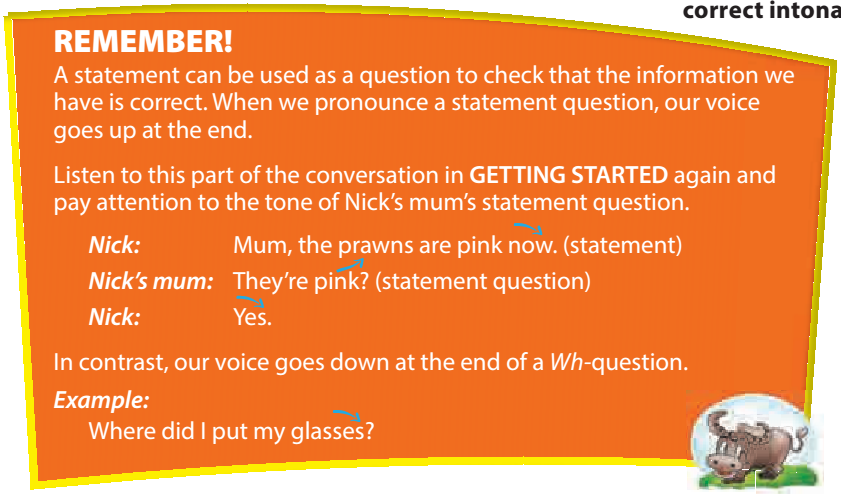 correct intona
REMEMBER!
A statement can be used as a question to check that the information we
have is correct. When we pronounce a statement question, our voice
goes up at the end.
Listen to this part of the conversation in GETTING STARTED again and
pay attention to the tone of Nick's mum's statement question.
Nick: Mum, the prawns are pink now. (statement)
Nick's mum: They're pink? (statement question)
Nick: Yes.
In contrast, our voice goes down at the end of a Wh-question.
Example:
Where did I put my glasses?